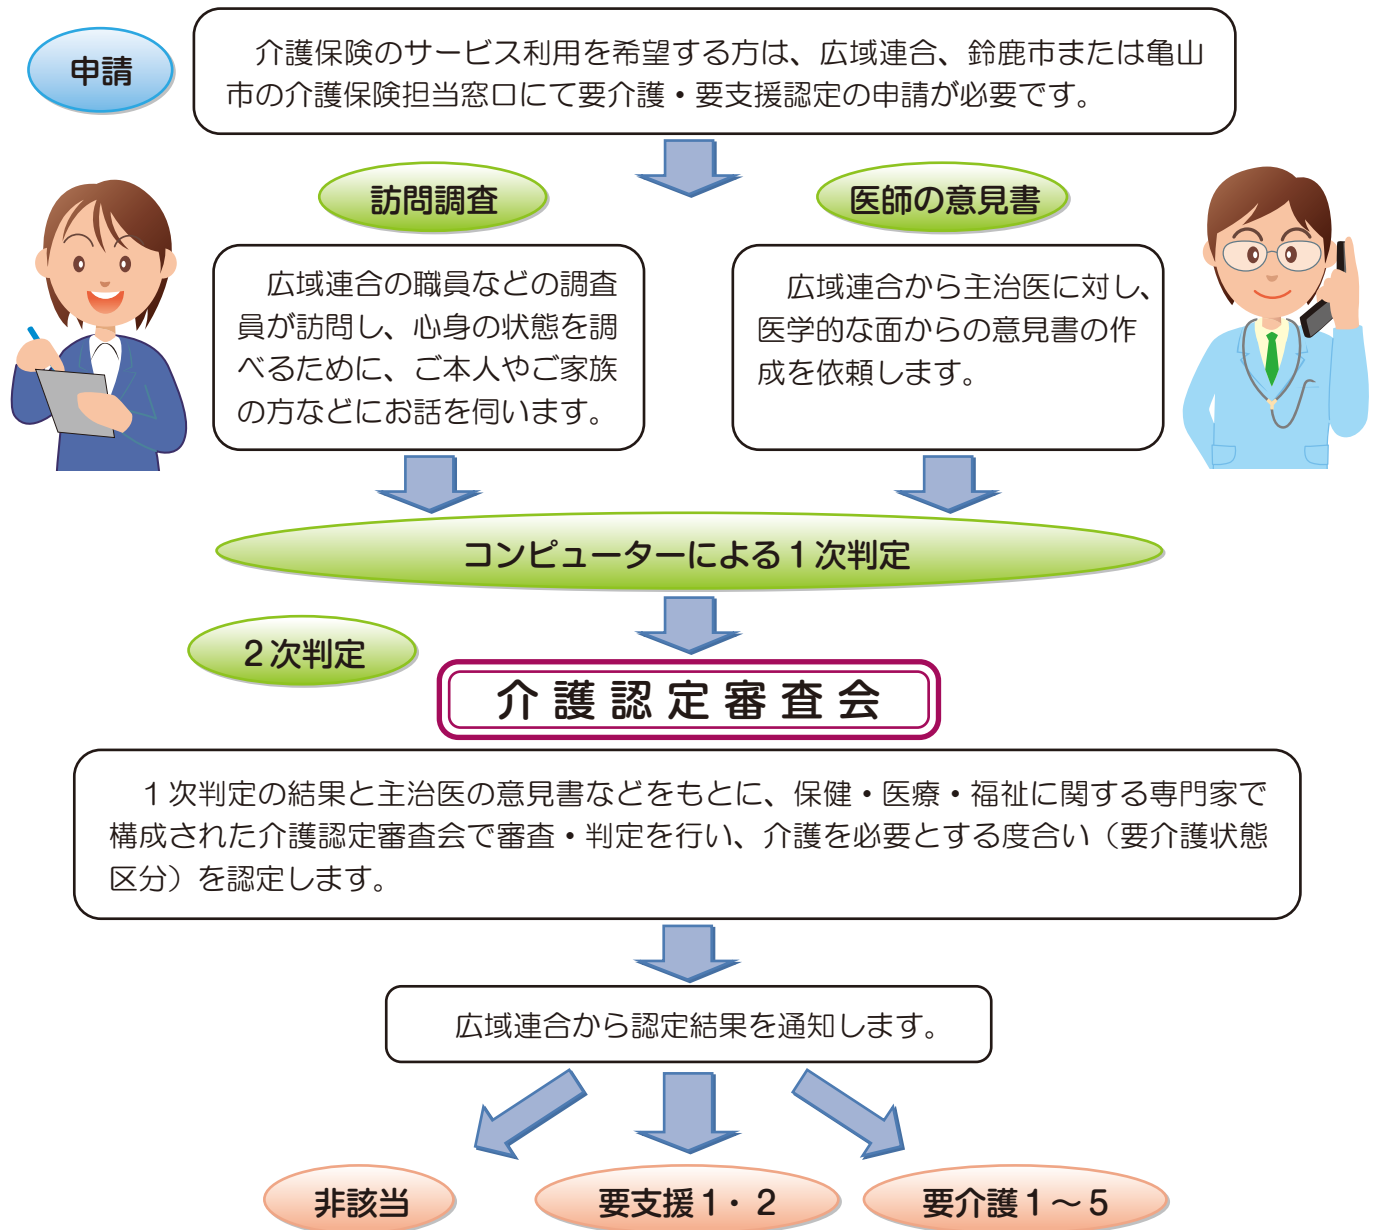 申請
　介護保険のサービス利用を希望する方は、広域連合、鈴鹿市または亀山
市の介護保険担当窓口にて要介護・要支援認定の申請が必要です。
訪問調査
　広域連合の職員などの調査
員が訪問し、心身の状態を調
べるために、ご本人やご家族
の方などにお話を伺います。
医師の意見書
　広域連合から主治医に対し、
医学的な面からの意見書の作
成を依頼します。
コンピューターによる１次判定
２次判定
介護認定審査会
　１次判定の結果と主治医の意見書などをもとに、保健・医療・福祉に関する専門家で
構成された介護認定審査会で審査・判定を行い、介護を必要とする度合い（要介護状態
区分）を認定します。
広域連合から認定結果を通知します。
非該当
要支援１・２
要介護１～５